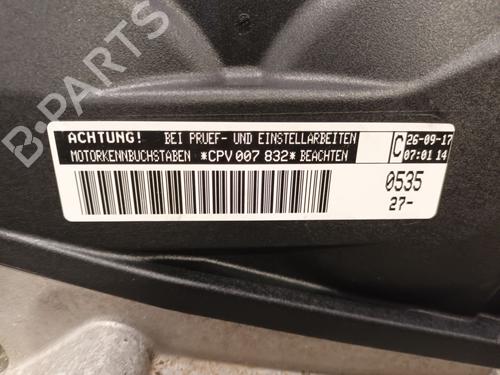 B-PARTS
ACHTUNG! BEI PRUEF- UND EINSTELLARBEITEN
MOTORKENNBUCHSTABEN *CPV 007 832* BEACHTEN
C 26-09-17
07:01 14
0535
27-